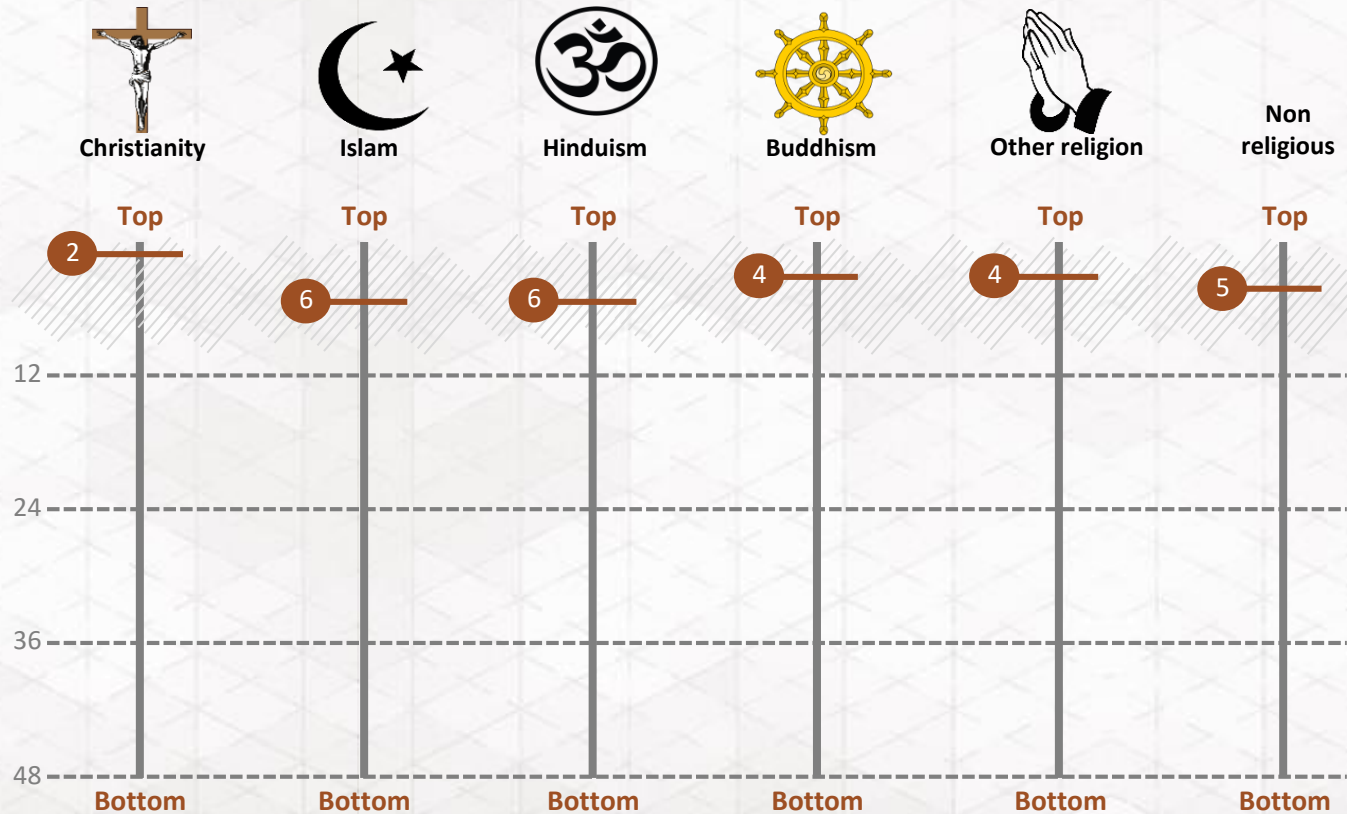 Christianity
Islam
Hinduism
Buddhism
Other religion
Non
religious
Top
Top
Top
Top
Top
Top
2
6
6
4
4
5
12
24
36
48
Bottom
Bottom
Bottom
Bottom
Bottom
Bottom